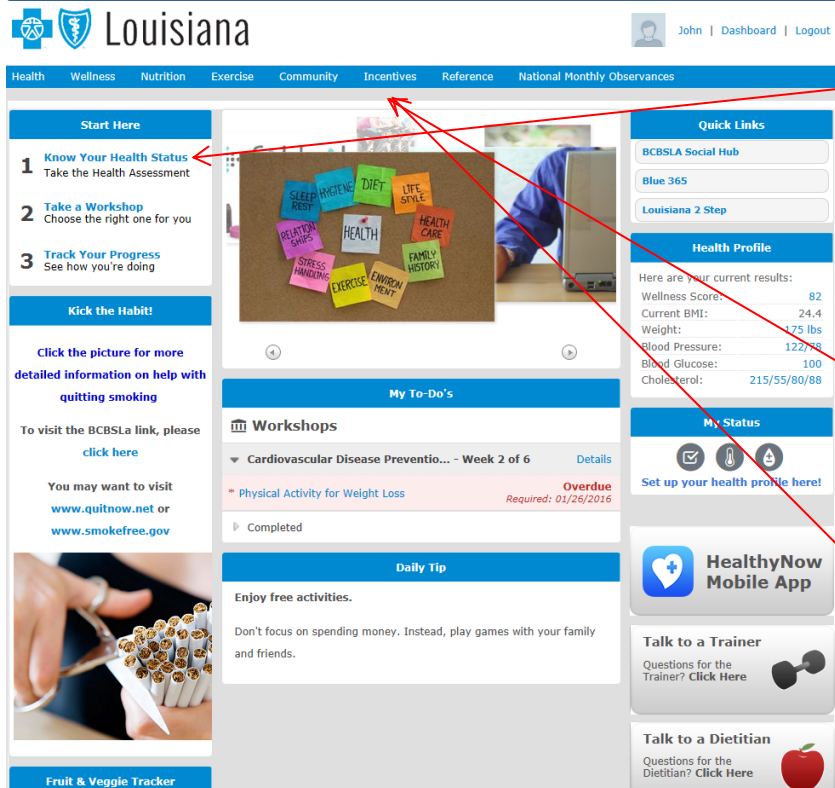 Louisiana
John | Dashboard | Logout
Health Wellness Nutrition Exercise Community Incentives Reference National Monthly Observances
Start Here
1 Know Your Health Status
Take the Health Assessment
2 Take a Workshop
Choose the right one for you
3 Track Your Progress
See how you're doing
Kick the Habit!
Click the picture for more
detailed information on help with
quitting smoking
To visit the BCBSLa link, please
click here
You may want to visit
www.quitnow.net or
www.smokefree.gov
Fruit & Veggie Tracker
SLEEP
REST
HYGIENE
DIET
LIFE
STYLE
RELATION
SHIPS
HEALTH
HEALTH
CARE
STRESS
HANDLING
EXERCISE
ENVIRON
MENT
FAMILY
HISTORY
My To-Do's
Workshops
Cardiovascular Disease Preventio... - Week 2 of 6 Details
* Physical Activity for Weight Loss Overdue
Required: 01/26/2016
Completed
Daily Tip
Enjoy free activities.
Don't focus on spending money. Instead, play games with your family
and friends.
Quick Links
BCBSLA Social Hub
Blue 365
Louisiana 2 Step
Health Profile
Here are your current results:
Wellness Score: 82
Current BMI: 24.4
Weight: 175 lbs
Blood Pressure: 122/78
Blood Glucose: 100
Cholesterol: 215/55/80/88
My Status
Set up your health profile here!
HealthyNow
Mobile App
Talk to a Trainer
Questions for the
Trainer? Click Here
Talk to a Dietitian
Questions for the
Dietitian? Click Here